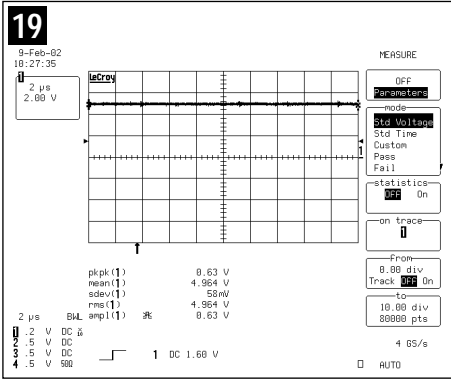 19
9-Feb-02
10:27:35
1
2 µs
2.00 V
LeCroy
1
pkpk(1) 0.63 V
mean(1) 4.964 V
sdev(1) 58mV
rms(1) 4.964 V
ampl(1) 0.63 V
2 µs BWL
1 .2 V DC
2 .5 V DC
3 .5 V DC
4 .5 V 50Ω
1 DC 1.60 V
MEASURE
OFF
Parameters
mode
Std Voltage
Std Time
Custom
Pass
Fail
statistics
OFF On
on trace
1
From
0.00 div
Track OFF On
to
10.00 div
80000 pts
4 GS/s
AUTO